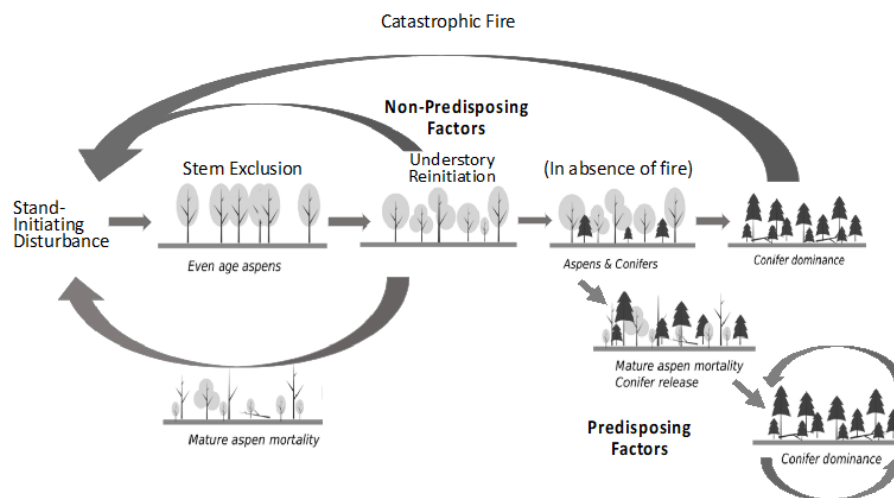 Catastrophic Fire
Non-Predisposing
Factors
Stem Exclusion
Understory
Reinitiation
(In absence of fire)
Stand-
Initiating
Disturbance
Even age aspens
Aspens & Conifers
Conifer dominance
Mature aspen mortality
Conifer release
Mature aspen mortality
Predisposing
Factors
Conifer dominance